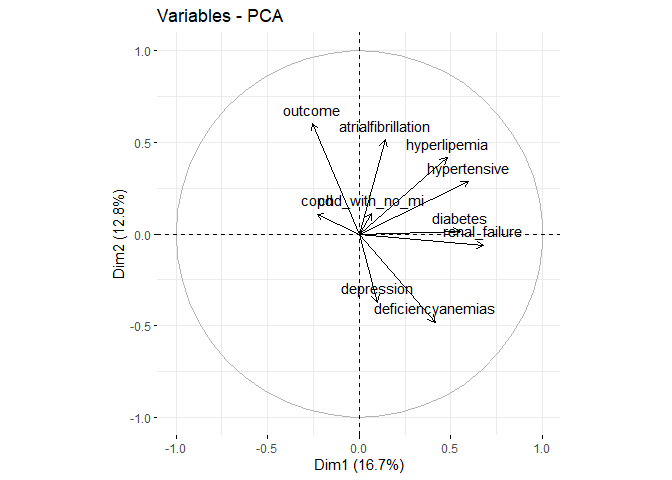 Variables - PCA
1.0
0.5
0.0
-0.5
-1.0
Dim2 (12.8%)
outcome
atrialfibrillation
hyperlipemia
hypertensive
copd
chd_with_no_mi
diabetes
renal_failure
depression
deficiencyanemias
-1.0 -0.5 0.0 0.5 1.0
Dim1 (16.7%)